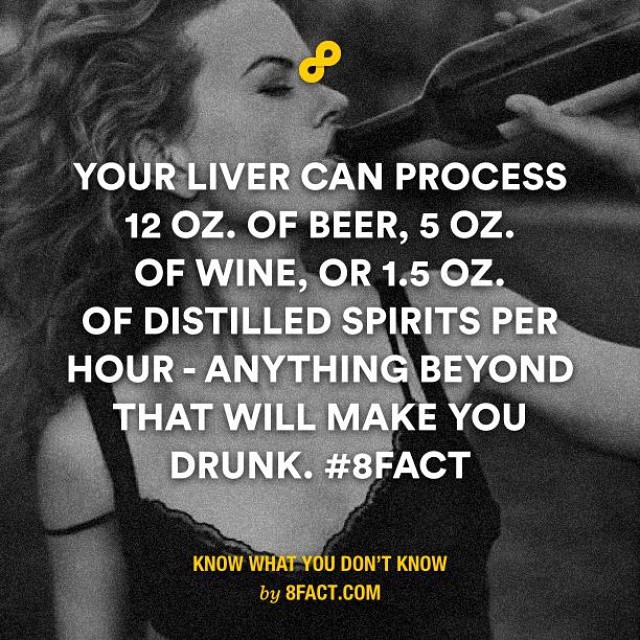 YOUR LIVER CAN PROCESS
12 OZ. OF BEER, 5 OZ.
OF WINE, OR 1.5 OZ.
OF DISTILLED SPIRITS PER
HOUR - ANYTHING BEYOND
THAT WILL MAKE YOU
DRUNK. #8FACT
KNOW WHAT YOU DON'T KNOW
by 8FACT.COM